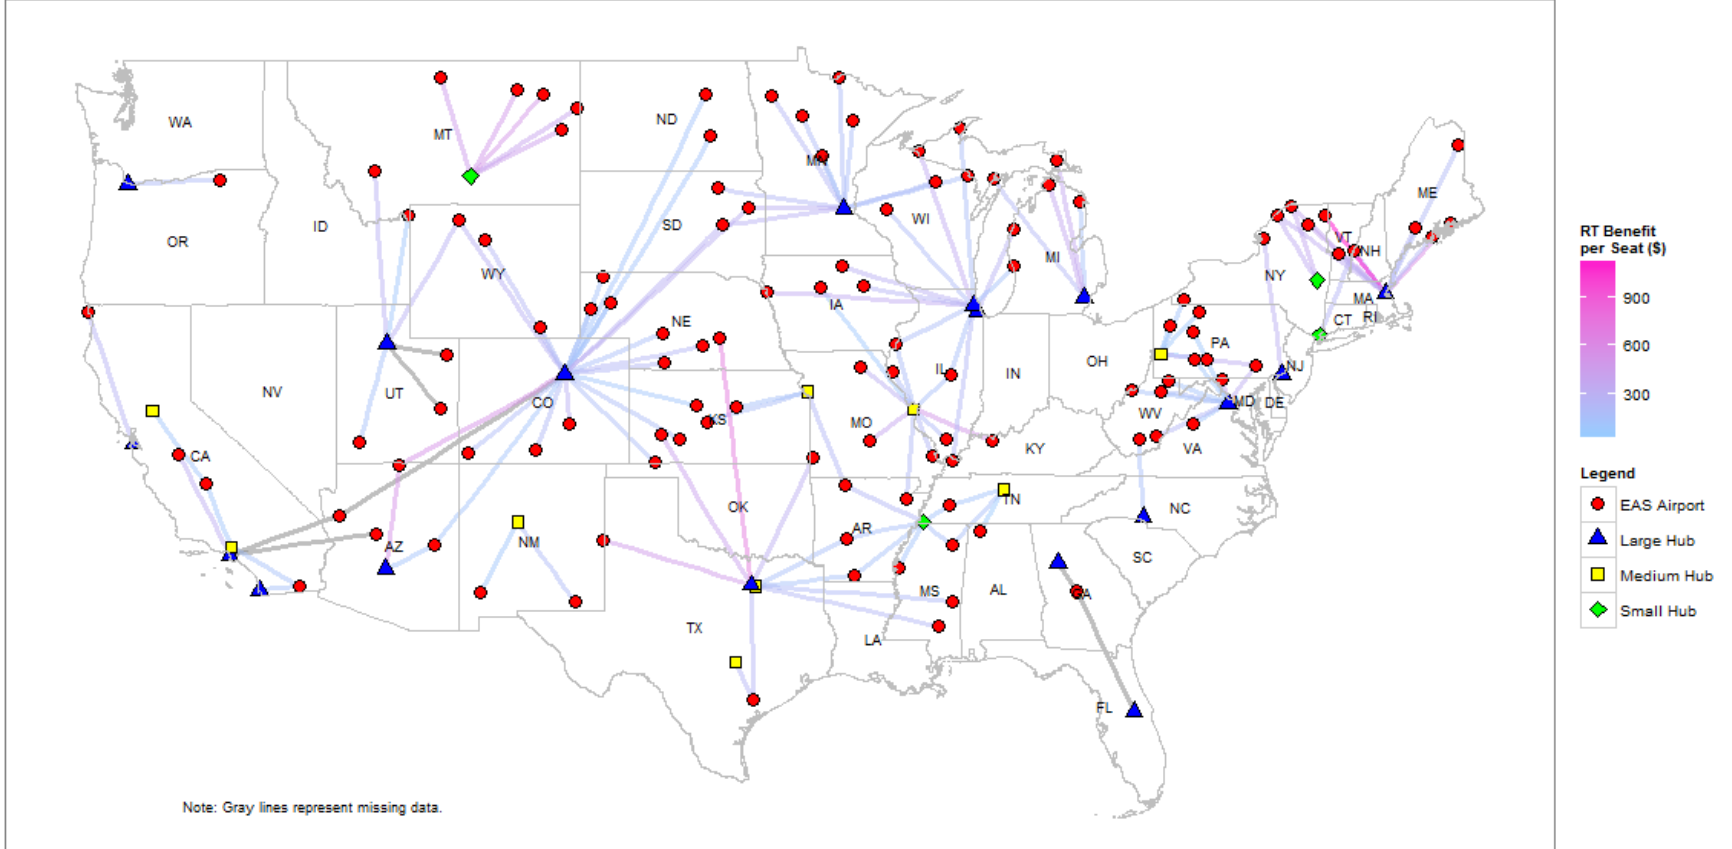 WA
MT
ND
MN
ME
OR
ID
SD
WI
MI
VT
NH
NY
WY
IA
MA
CT
RI
NE
PA
NJ
OH
IL
IN
NV
UT
CO
KS
MO
WV
MD
DE
CA
KY
VA
OK
TN
NC
AR
AZ
NM
SC
MS
AL
GA
TX
LA
FL
Note: Gray lines represent missing data.
RT Benefit
per Seat ($)
900
600
300
Legend
EAS Airport
Large Hub
Medium Hub
Small Hub